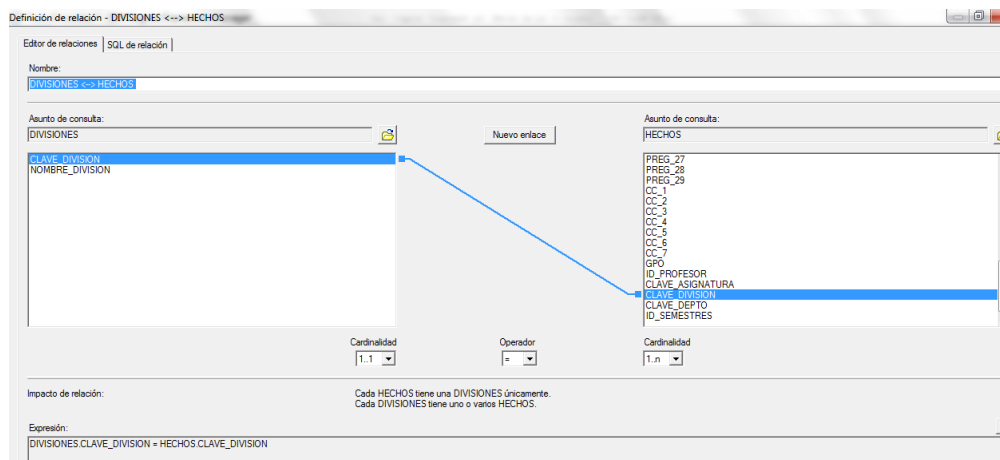 Definición de relación - DIVISIONES <--> HECHOS
Editor de relaciones
SQL de relación
Nombre:
DIVISIONES <--> HECHOS
Asunto de consulta:
DIVISIONES
Nuevo enlace
Asunto de consulta:
HECHOS
CLAVE_DIVISION
NOMBRE_DIVISION
PREG_27
PREG_28
PREG_29
CC_1
CC_2
CC_3
CC_4
CC_5
CC_6
CC_7
GPO
ID_PROFESOR
CLAVE_ASIGNATURA
CLAVE_DIVISION
CLAVE_DEPTO
ID_SEMESTRES
Cardinalidad
1..1
Operador
=
Cardinalidad
1..n
Impacto de relación:
Cada HECHOS tiene una DIVISIONES únicamente.
Cada DIVISIONES tiene uno o varios HECHOS.
Expresión:
DIVISIONES.CLAVE_DIVISION = HECHOS.CLAVE_DIVISION